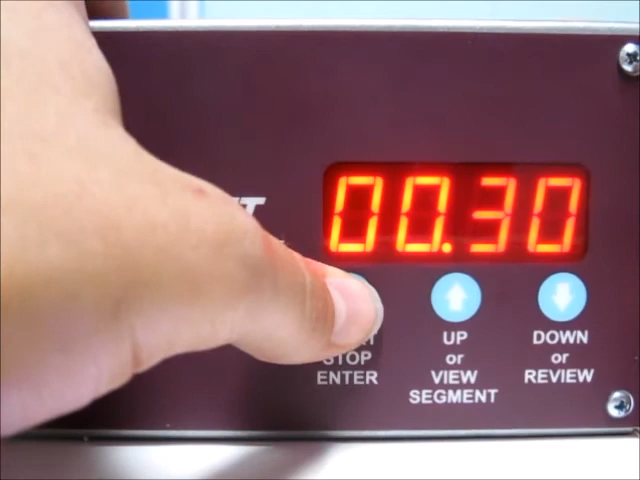 00.30
STOP
ENTER
UP
or
VIEW
SEGMENT
DOWN
or
REVIEW